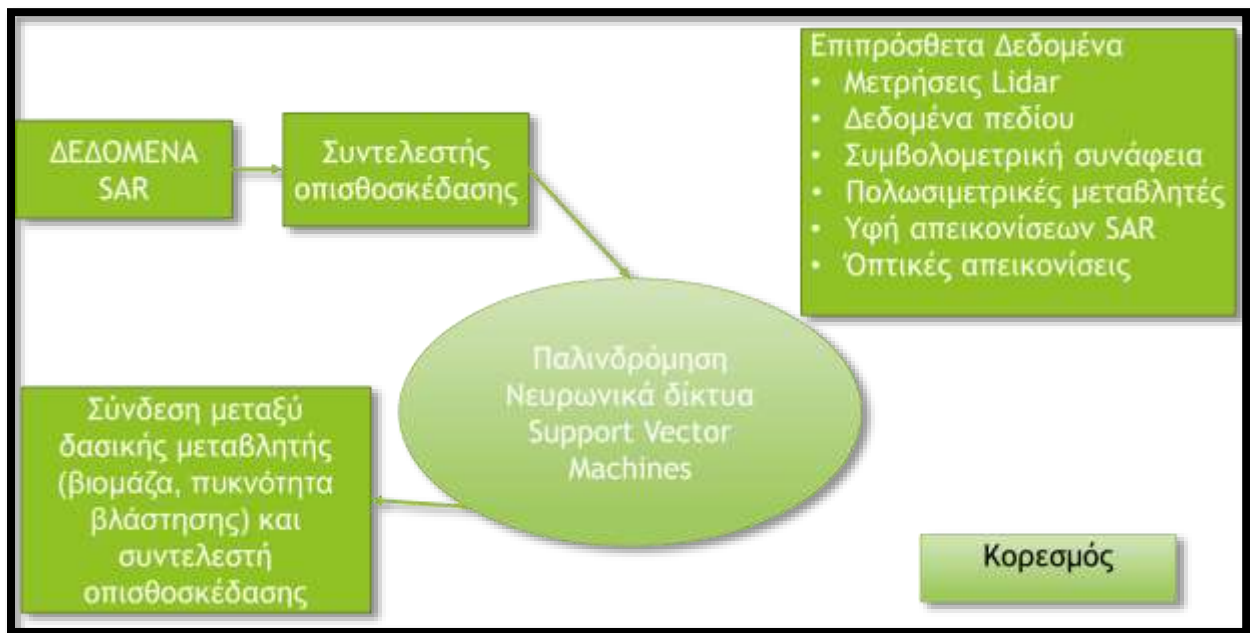 ΔΕΔΟΜΕΝΑ
SAR
Συντελεστής
οπισθοσκέδασης
Επιπρόσθετα Δεδομένα
• Μετρήσεις Lidar
• Δεδομένα πεδίου
• Συμβολομετρική συνάφεια
• Πολωσιμετρικές μεταβλητές
• Υφή απεικονίσεων SAR
• Όπτικές απεικονίσεις
Παλινδρόμηση
Νευρωνικά δίκτυα
Support Vector
Machines
Σύνδεση μεταξύ
δασικής μεταβλητής
(βιομάζα, πυκνότητα
βλάστησης) και
συντελεστή
οπισθοσκέδασης
Κορεσμός